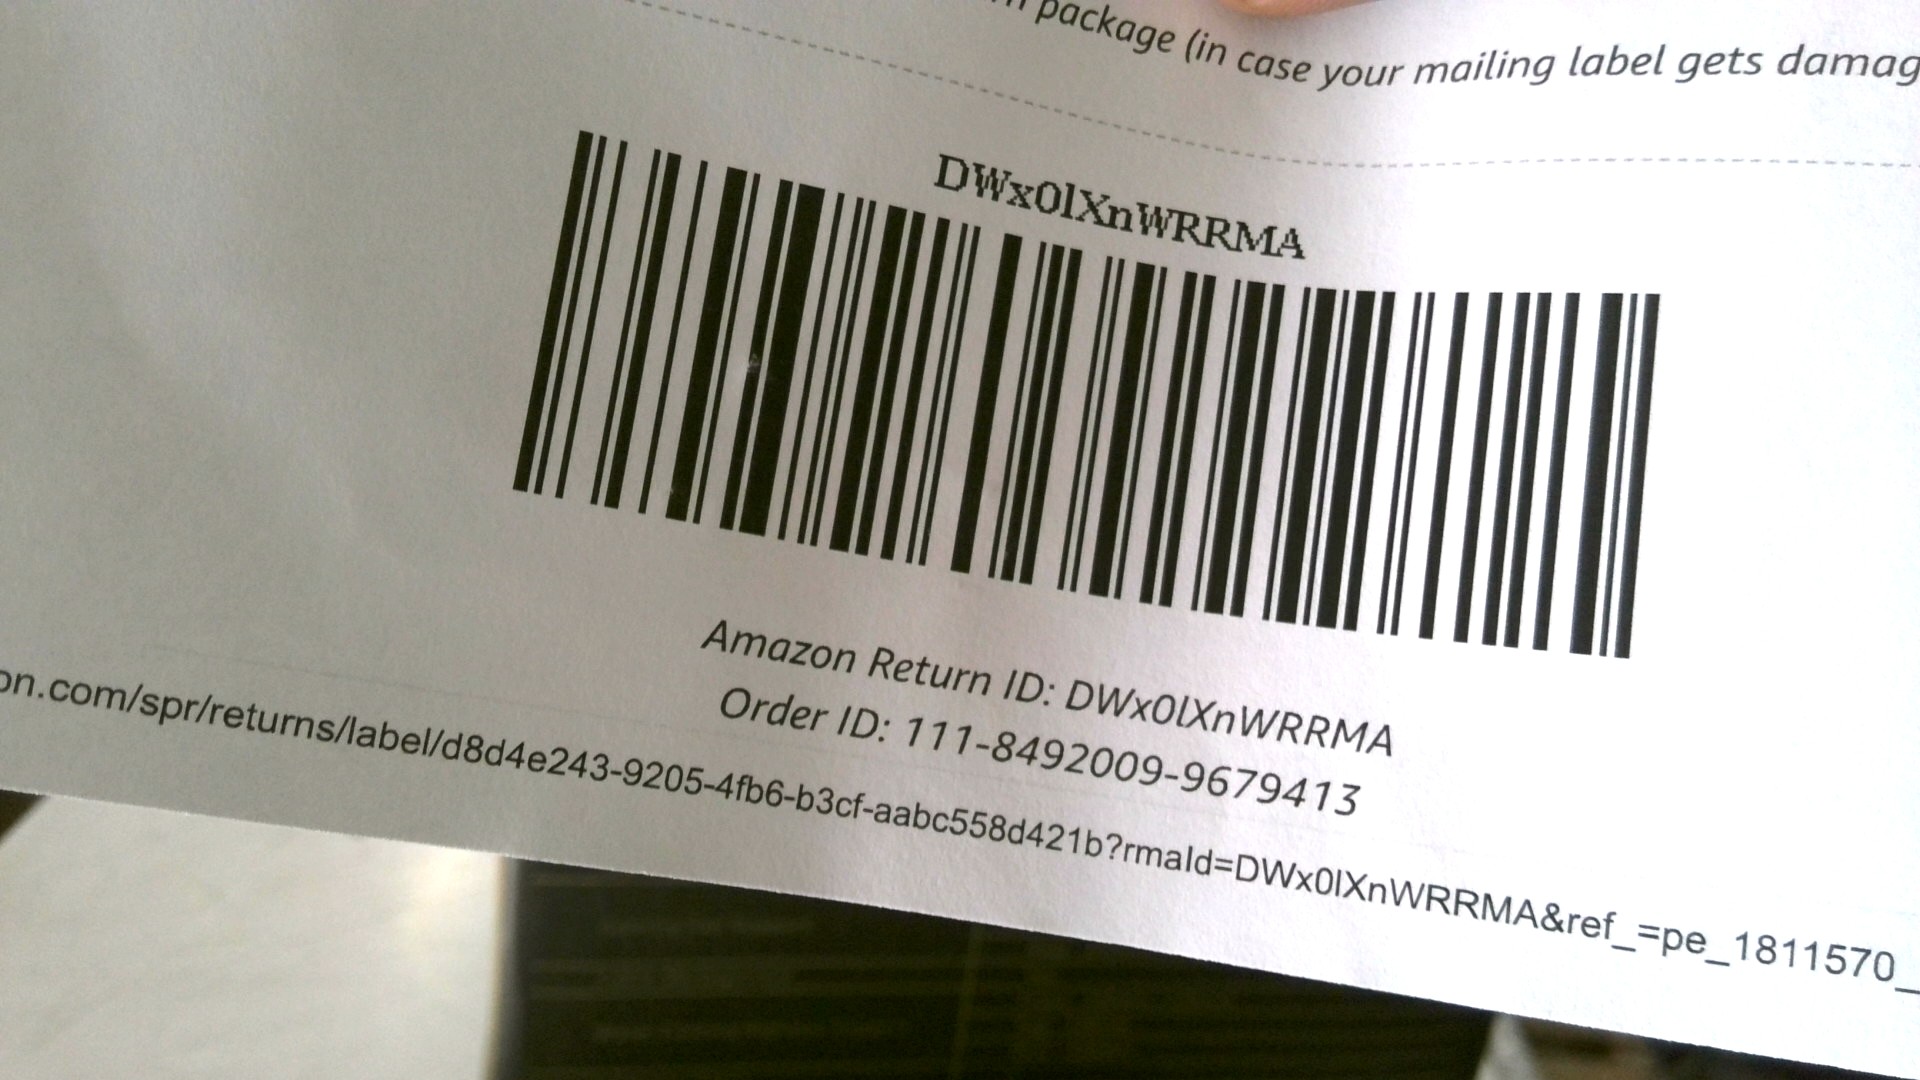 package (in case your mailing label gets damag
DWx0lXnWRRMA
Amazon Return ID: DWx0lXnWRRMA
Order ID: 111-8492009-9679413
on.com/spr/returns/label/d8d4e243-9205-4fb6-b3cf-aabc558d421b?rmaId=DWx0lXnWRRMA&ref_=pe_1811570_